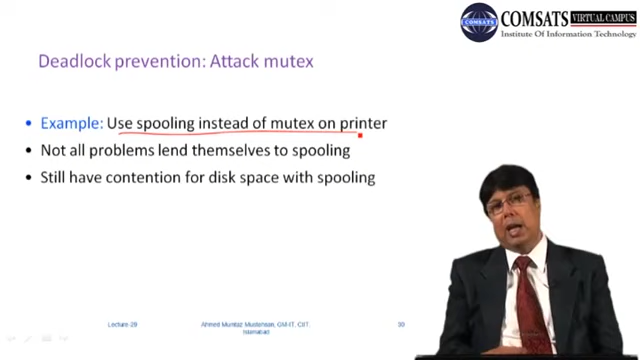 COMSATS VIRTUAL CAMPUS
Institute Of Information Technology
Deadlock prevention: Attack mutex
• Example: Use spooling instead of mutex on printer
• Not all problems lend themselves to spooling
• Still have contention for disk space with spooling
Lecture-29
Ahmed Mumtaz Mustehsan, GM-IT, CIIT,
Islamabad